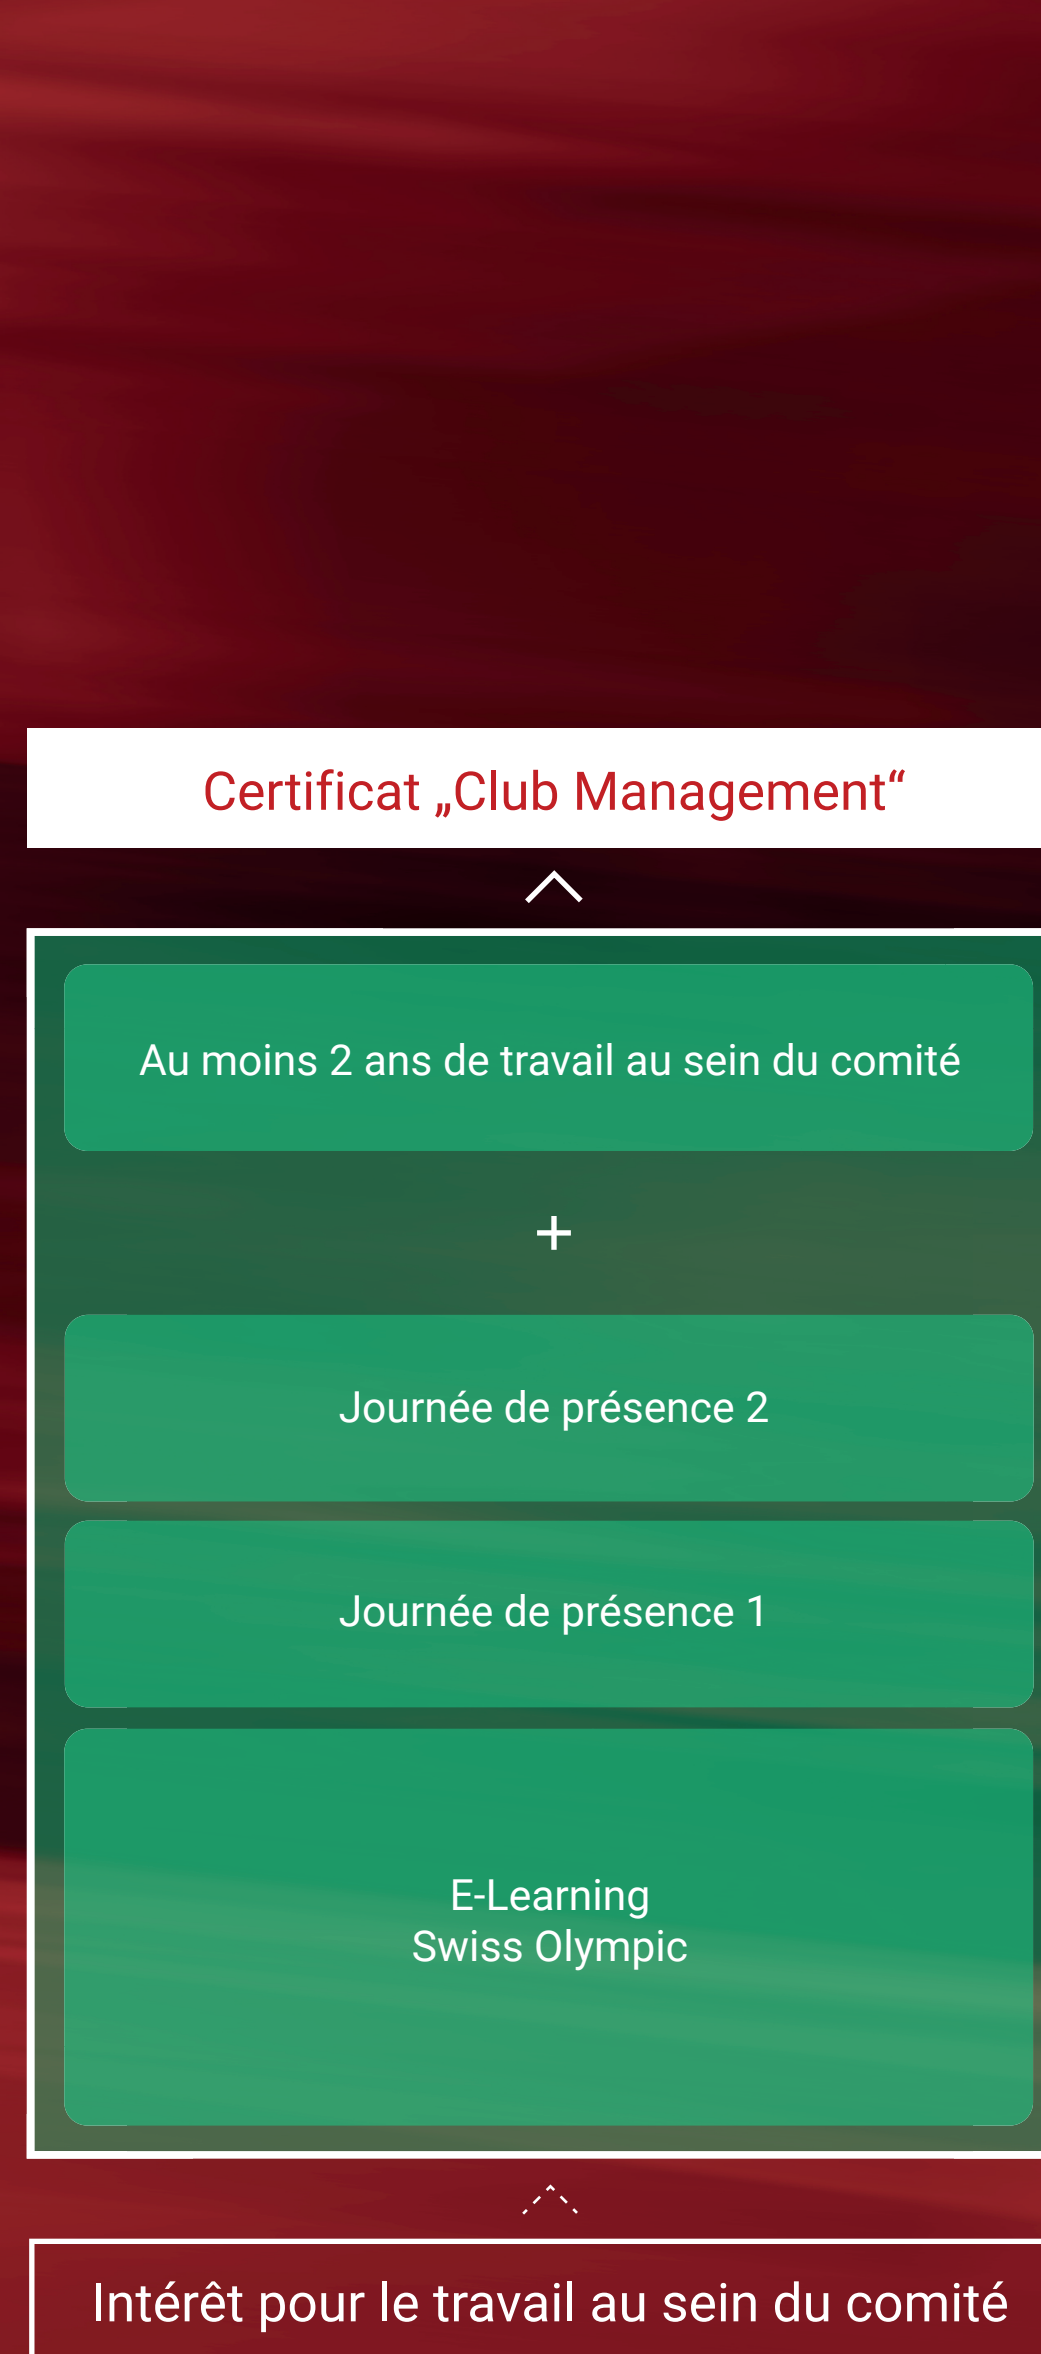 Certificat „Club Management“
Au moins 2 ans de travail au sein du comité
+
Journée de présence 2
Journée de présence 1
E-Learning
Swiss Olympic
Intérêt pour le travail au sein du comité